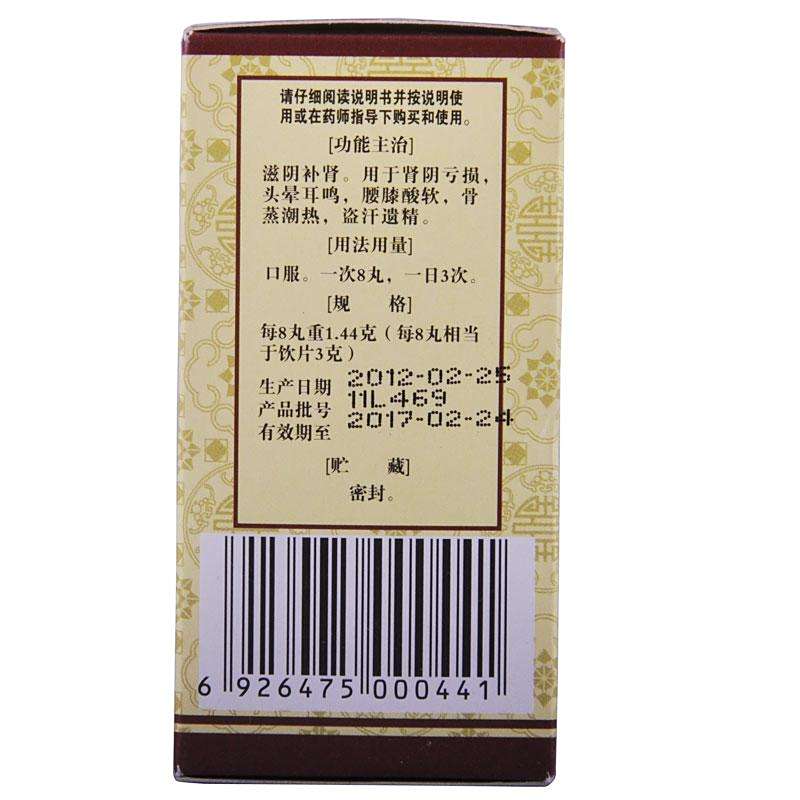 请仔细阅读说明书并按说明使
用或在药师指导下购买和使用。
[功能主治]
滋阴补肾。用于肾阴亏损，
头晕耳鸣，腰膝酸软，骨
蒸潮热，盗汗遗精。
[用法用量]
口服。一次8丸，一日3次。
[规 格]
每8丸重1.44克（每8丸相当
于饮片3克）
生产日期 2012-02-25
产品批号 11L469
有效期至 2017-02-24
[贮 藏]
密封。
6 926475 000441